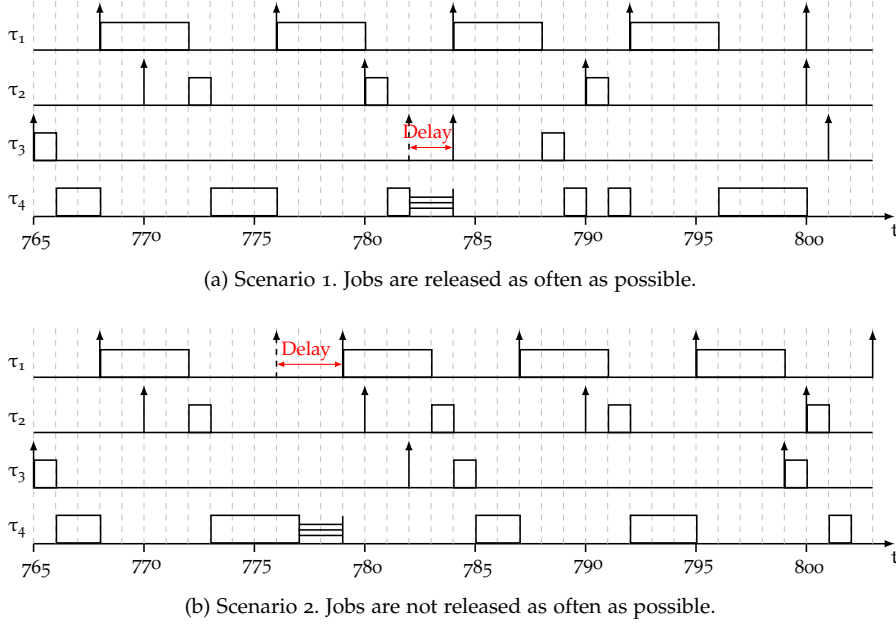 τ₁
τ₂
Delay
τ₃
τ₄
765 770 775 780 785 790 795 800 t
(a) Scenario 1. Jobs are released as often as possible.
Delay
τ₁
τ₂
τ₃
τ₄
765 770 775 780 785 790 795 800 t
(b) Scenario 2. Jobs are not released as often as possible.